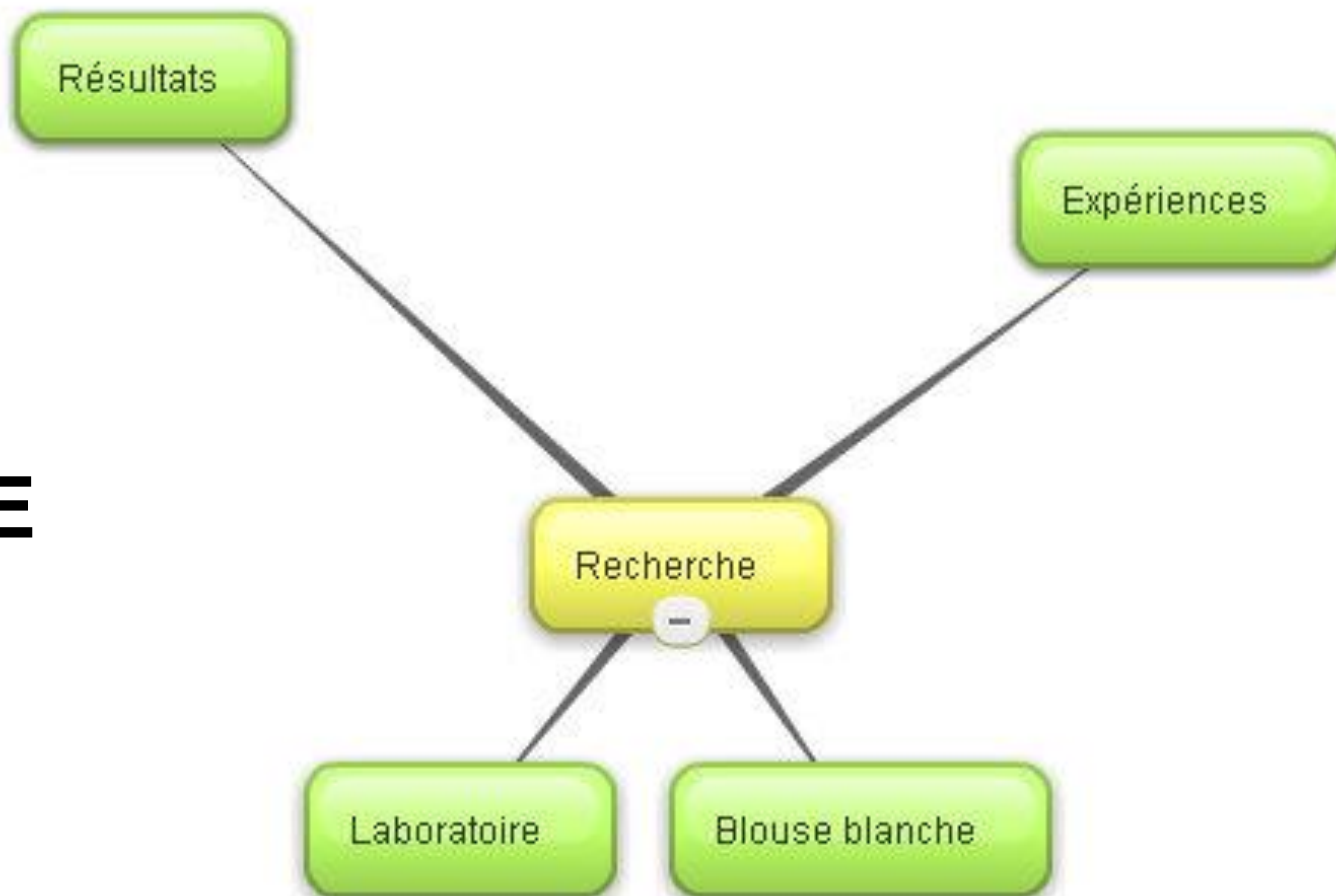 Résultats
Expériences
E
Recherche
Laboratoire
Blouse blanche